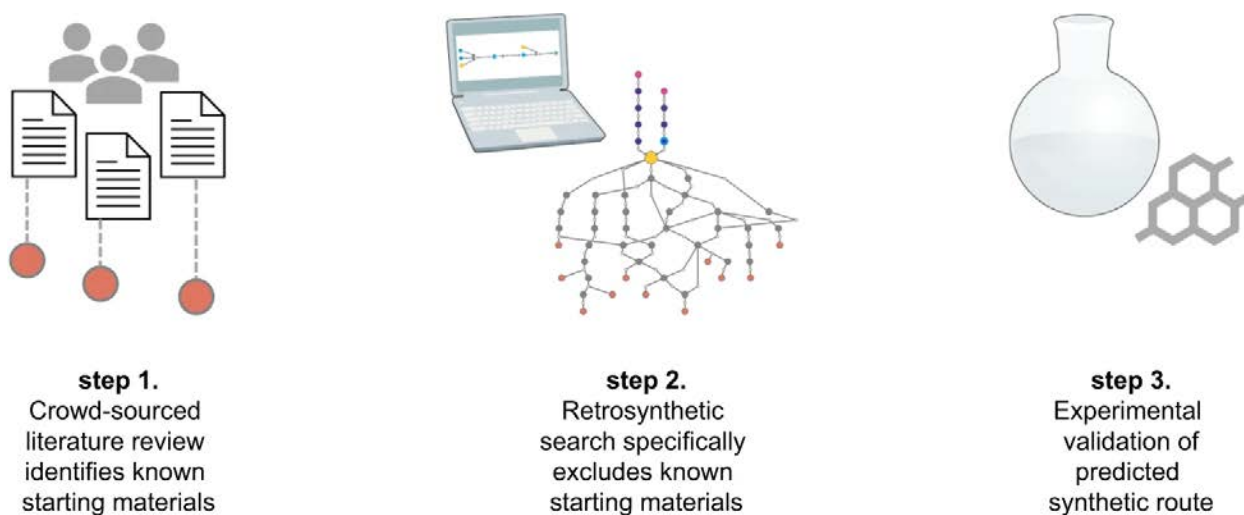 step 1.
Crowd-sourced
literature review
identifies known
starting materials
step 2.
Retrosynthetic
search specifically
excludes known
starting materials
step 3.
Experimental
validation of
predicted
synthetic route